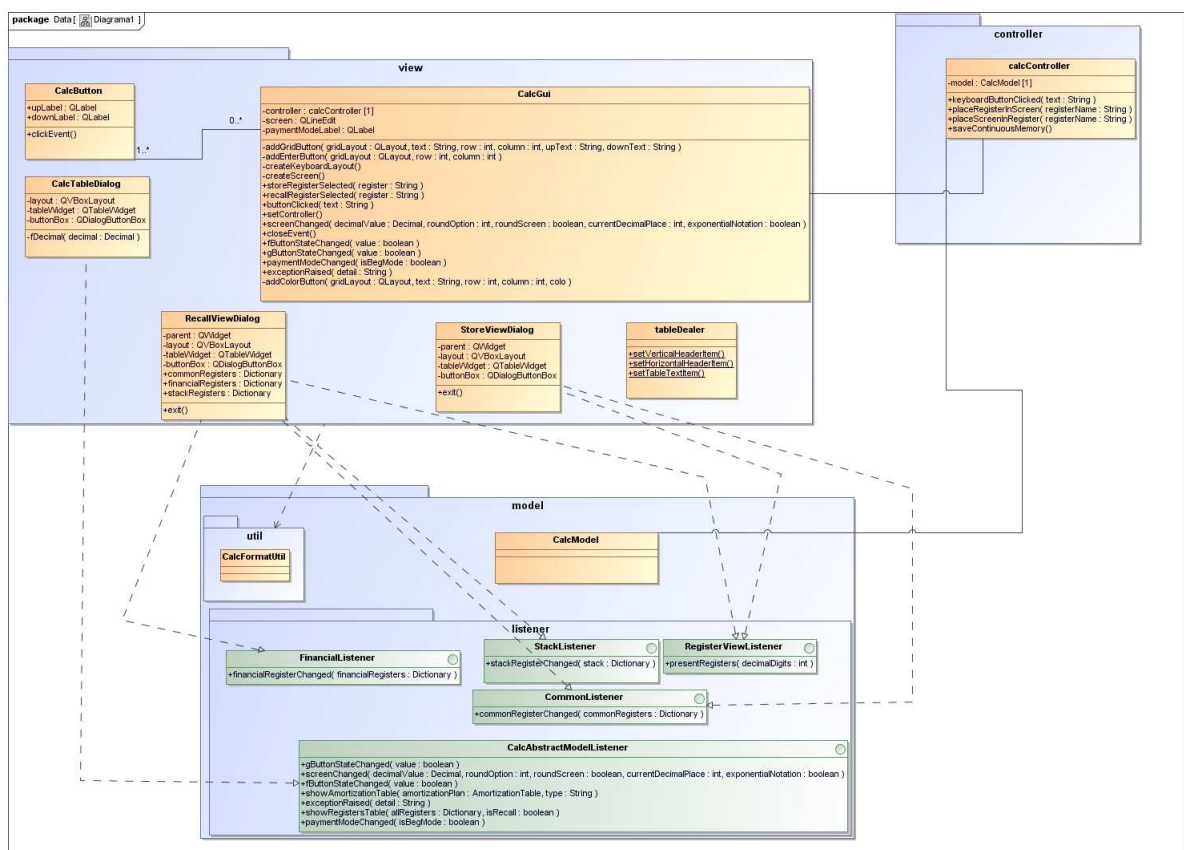 package Data [ Diagrama1 ]
view
CalcButton
+upLabel : QLabel
+downLabel : QLabel
+clickEvent()
0..*
1..*
CalcGui
-controller : calcController [1]
-screen : QLineEdit
-paymentModeLabel : QLabel
-addGridButton( gridLayout : QLayout, text : String, row : int, column : int, upText : String, downText : String )
-addEnterButton( gridLayout : QLayout, row : int, column : int )
-createKeyboardLayout()
-createScreen()
+storeRegisterSelected( register : String )
+recallRegisterSelected( register : String )
+buttonClicked( text : String )
+setController()
+screenChanged( decimalValue : Decimal, roundOption : int, roundScreen : boolean, currentDecimalPlace : int, exponentialNotation : boolean )
+closeEvent()
+fButtonStateChanged( value : boolean )
+gButtonStateChanged( value : boolean )
+paymentModeChanged( isBegMode : boolean )
+exceptionRaised( detail : String )
-addColorButton( gridLayout : QLayout, text : String, row : int, column : int, colo )
CalcTableDialog
-layout : QVBoxLayout
-tableWidget : QTableWidget
-buttonBox : QDialogButtonBox
-fDecimal( decimal : Decimal )
RecallViewDialog
-parent : QWidget
-layout : QVBoxLayout
-tableWidget : QTableWidget
-buttonBox : QDialogButtonBox
+commonRegisters : Dictionary
+financialRegisters : Dictionary
+stackRegisters : Dictionary
+exit()
StoreViewDialog
-parent : QWidget
-layout : QVBoxLayout
-tableWidget : QTableWidget
-buttonBox : QDialogButtonBox
+exit()
tableDealer
+setVerticalHeaderItem()
+setHorizontalHeaderItem()
+setTableTextItem()
controller
calcController
-model : CalcModel [1]
+keyboardButtonClicked( text : String )
+placeRegisterInScreen( registerName : String )
+placeScreenInRegister( registerName : String )
+saveContinuousMemory()
model
util
CalcFormatUtil
CalcModel
listener
FinancialListener
+financialRegisterChanged( financialRegisters : Dictionary )
StackListener
+stackRegisterChanged( stack : Dictionary )
RegisterViewListener
+presentRegisters( decimalDigits : int )
CommonListener
+commonRegisterChanged( commonRegisters : Dictionary )
CalcAbstractModelListener
+gButtonStateChanged( value : boolean )
+screenChanged( decimalValue : Decimal, roundOption : int, roundScreen : boolean, currentDecimalPlace : int, exponentialNotation : boolean )
+fButtonStateChanged( value : boolean )
+showAmortizationTable( amortizationPlan : AmortizationTable, type : String )
+exceptionRaised( detail : String )
+showRegistersTable( allRegisters : Dictionary, isRecall : boolean )
+paymentModeChanged( isBegMode : boolean )